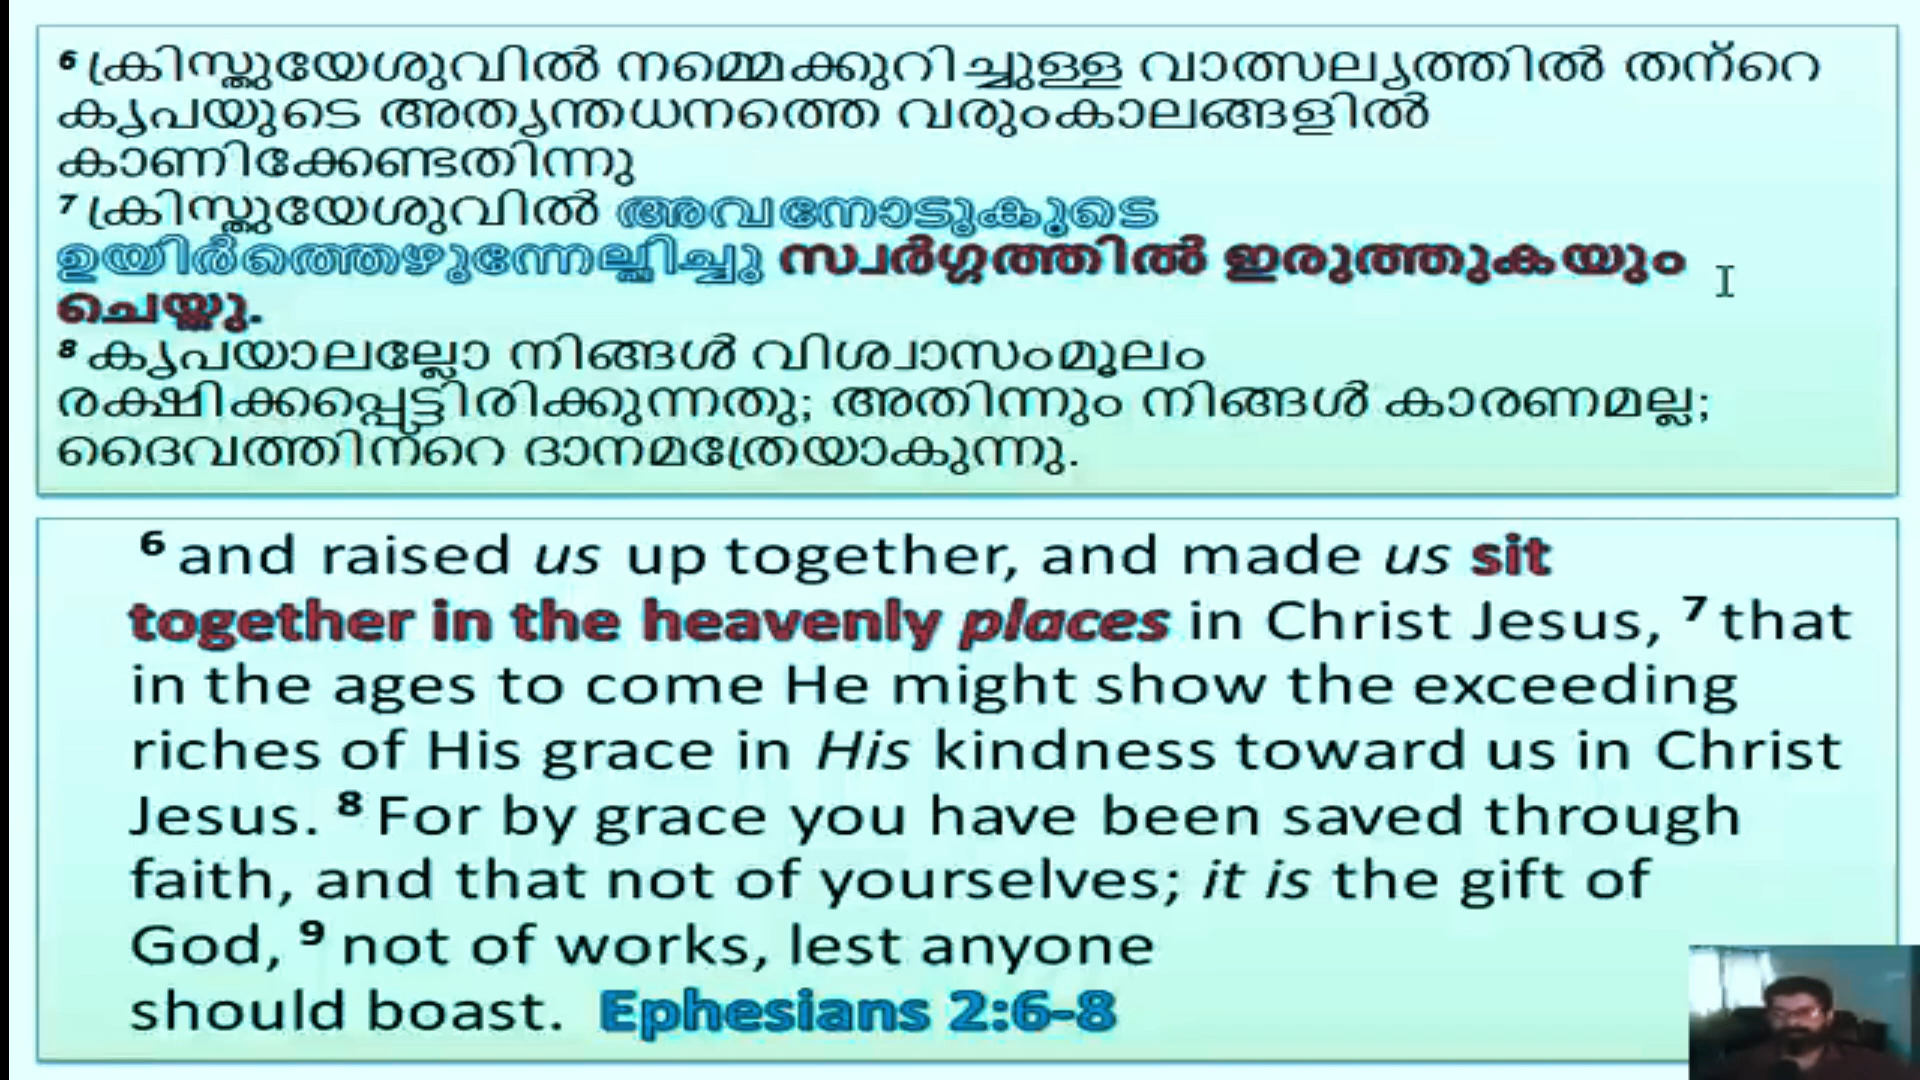 6 ക്രിസ്തുയേശുവിൽ നമ്മെക്കുറിച്ചുള്ള വാത്സല്യത്തിൽ തന്റെ
കൃപയുടെ അത്യന്തധനത്തെ വരുംകാലങ്ങളിൽ
കാണിക്കേണ്ടതിന്നു
7 ക്രിസ്തുയേശുവിൽ അവനോടുകൂടെ
ഉയിർത്തെഴുന്നേല്പിച്ചു സ്വർഗ്ഗത്തിൽ ഇരുത്തുകയും
ചെയ്തു.
8 കൃപയാലല്ലോ നിങ്ങൾ വിശ്വാസംമൂലം
രക്ഷിക്കപ്പെട്ടിരിക്കുന്നതു; അതിന്നും നിങ്ങൾ കാരണമല്ല;
ദൈവത്തിന്റെ ദാനമത്രേയാകുന്നു.
6 and raised us up together, and made us sit
together in the heavenly places in Christ Jesus, 7 that
in the ages to come He might show the exceeding
riches of His grace in His kindness toward us in Christ
Jesus. 8 For by grace you have been saved through
faith, and that not of yourselves; it is the gift of
God, 9 not of works, lest anyone
should boast. Ephesians 2:6-8